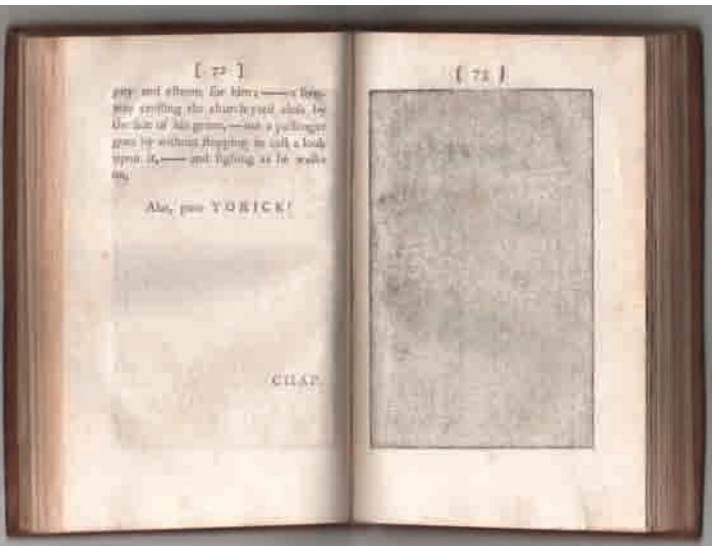 [ 72 ]
pity and eſteem for him;——a foot-
way croſſing the church-yard cloſe by
the ſide of his grave,—not a paſſenger
goes by without ſtopping to caſt a look
upon it,——and ſighing as he walks
on,
Alas, poor YORICK!
CHAP.
[ 73 ]